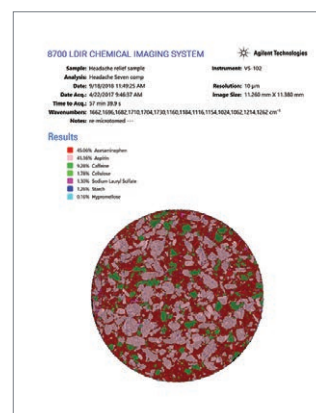 8700 LDIR CHEMICAL IMAGING SYSTEM
Agilent Technologies
Sample: Headache relief sample
Instrument: VS-102
Analysis: Headache Seven comp
Date: 9/18/2018 11:49:25 AM
Resolution: 10 μm
Date Acq.: 4/22/2017 9:46:37 AM
Image Size: 11.260 mm X 11.380 mm
Time to Acq.: 57 min 39.9 s
Wavenumbers: 1662,1696,1682,1710,1704,1730,1160,1184,1116,1154,1024,1062,1214,1262 cm⁻¹
Notes: re-microtomed ---
Results
Acetaminophen
Aspirin
Caffeine
Cellulose
Sodium Lauryl Sulfate
Starch
Hypromellose